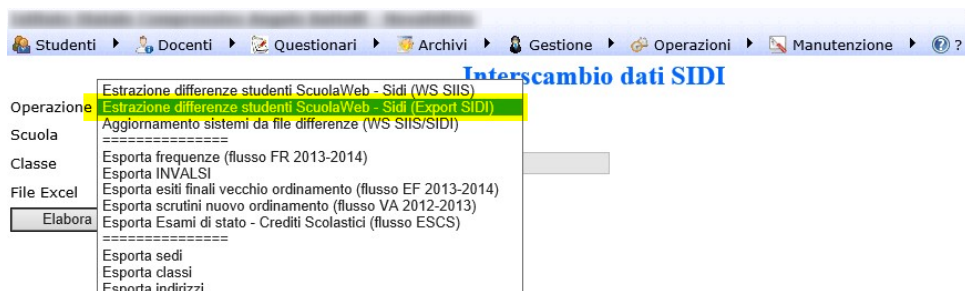 Studenti Docenti Questionari Archivi Gestione Operazioni Manutenzione ?
Interscambio dati SIDI
Operazione
Scuola
Classe
File Excel
Elabora
Estrazione differenze studenti ScuolaWeb - Sidi (WS SIIS)
Estrazione differenze studenti ScuolaWeb - Sidi (Export SIDI)
Aggiornamento sistemi da file differenze (WS SIIS/SIDI)
===============
Esporta frequenze (flusso FR 2013-2014)
Esporta INVALSI
Esporta esiti finali vecchio ordinamento (flusso EF 2013-2014)
Esporta scrutini nuovo ordinamento (flusso VA 2012-2013)
Esporta Esami di stato - Crediti Scolastici (flusso ESCS)
===============
Esporta sedi
Esporta classi
Esporta indirizzi